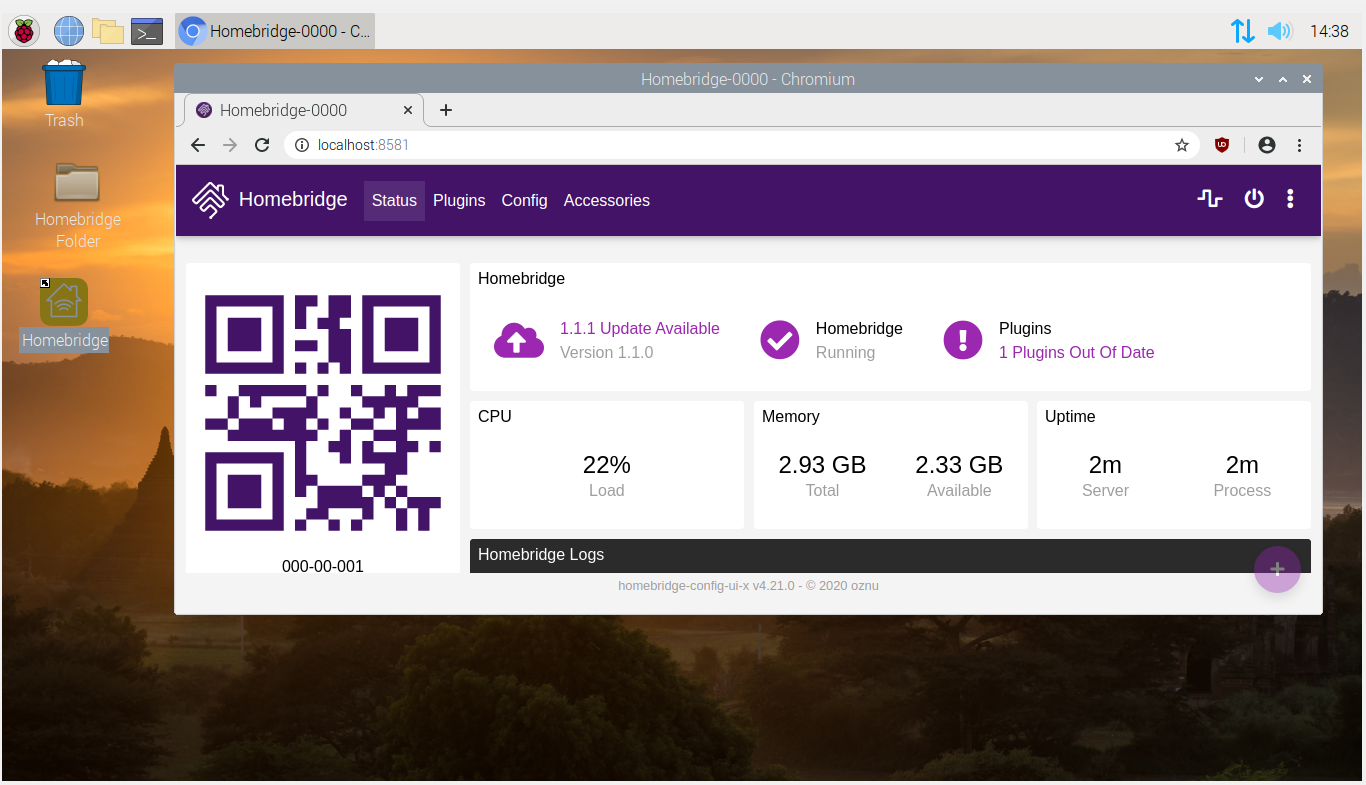 Homebridge-0000 - C...
14:38
Trash
Homebridge
Folder
Homebridge
Homebridge-0000 - Chromium
Homebridge-0000
localhost:8581
Homebridge
Status
Plugins
Config
Accessories
000-00-001
Homebridge
1.1.1 Update Available
Version 1.1.0
Homebridge
Running
Plugins
1 Plugins Out Of Date
CPU
22%
Load
Memory
2.93 GB
Total
2.33 GB
Available
Uptime
2m
Server
2m
Process
Homebridge Logs
homebridge-config-ui-x v4.21.0 - © 2020 oznu